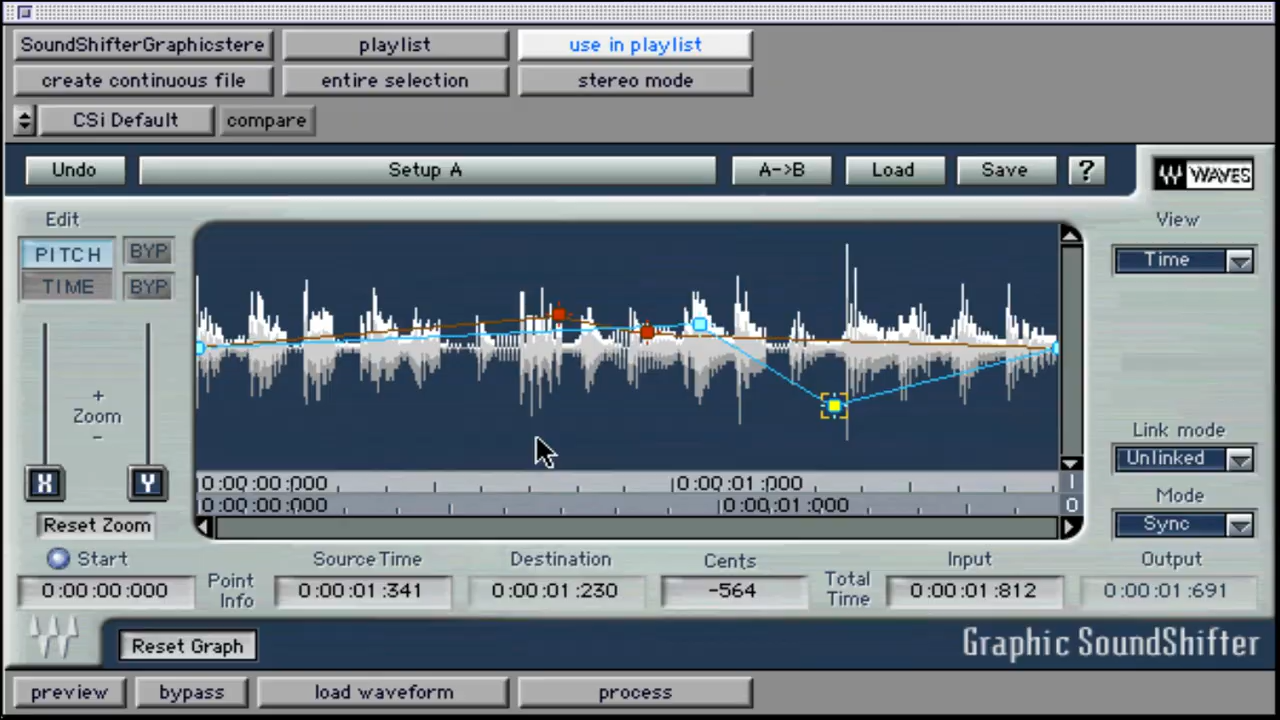 SoundShifterGraphicstere playlist use in playlist
create continuous file entire selection stereo mode
CSi Default compare
Undo Setup A A->B Load Save ? WAVES
Edit View
PITCH BYP Time
TIME BYP
+
Zoom
-
Link mode
Unlinked
X Y
0:00:00:000 0:00:01:000 I
Mode
0:00:00:000 0:00:01:000 O
Reset Zoom Sync
Start Source Time Destination Cents Input Output
0:00:00:000 Point Info 0:00:01:341 0:00:01:230 -564 Total Time 0:00:01:812 0:00:01:691
Reset Graph Graphic SoundShifter
preview bypass load waveform process